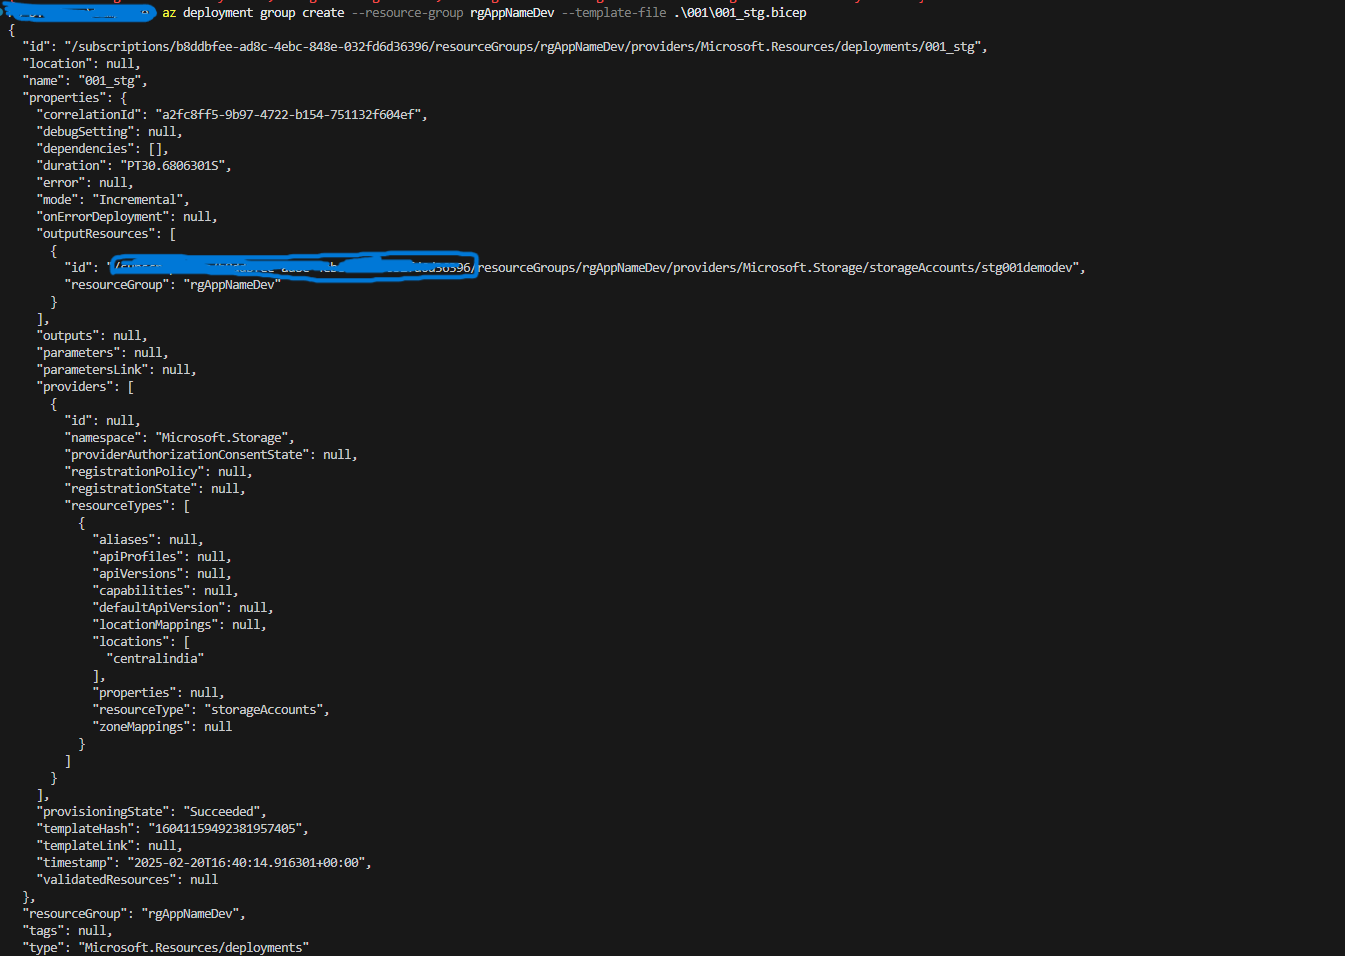 az deployment group create --resource-group rgAppNameDev --template-file .\001\001_stg.bicep
{
"id": "/subscriptions/b8ddbfee-ad8c-4ebc-848e-032fd6d36396/resourceGroups/rgAppNameDev/providers/Microsoft.Resources/deployments/001_stg",
"location": null,
"name": "001_stg",
"properties": {
"correlationId": "a2fc8ff5-9b97-4722-b154-751132f604ef",
"debugSetting": null,
"dependencies": [],
"duration": "PT30.6806301S",
"error": null,
"mode": "Incremental",
"onErrorDeployment": null,
"outputResources": [
{
"id": "/resourceGroups/rgAppNameDev/providers/Microsoft.Storage/storageAccounts/stg001demodev",
"resourceGroup": "rgAppNameDev"
}
],
"outputs": null,
"parameters": null,
"parametersLink": null,
"providers": [
{
"id": null,
"namespace": "Microsoft.Storage",
"providerAuthorizationConsentState": null,
"registrationPolicy": null,
"registrationState": null,
"resourceTypes": [
{
"aliases": null,
"apiProfiles": null,
"apiVersions": null,
"capabilities": null,
"defaultApiVersion": null,
"locationMappings": null,
"locations": [
"centralindia"
],
"properties": null,
"resourceType": "storageAccounts",
"zoneMappings": null
}
]
}
],
"provisioningState": "Succeeded",
"templateHash": "16041159492381957405",
"templateLink": null,
"timestamp": "2025-02-20T16:40:14.916301+00:00",
"validatedResources": null
},
"resourceGroup": "rgAppNameDev",
"tags": null,
"type": "Microsoft.Resources/deployments"